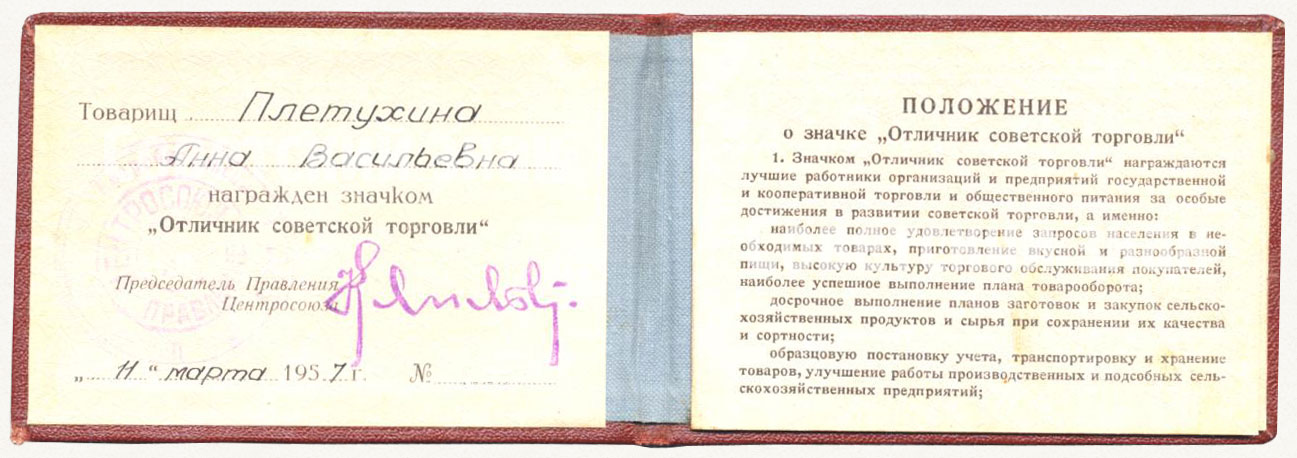 Товарищ Плетухина
Анна Васильевна
награжден значком
„Отличник советской торговли“
Председатель Правления
Центросоюза
„ 11 “ марта 1957 г. №
ПОЛОЖЕНИЕ
о значке „Отличник советской торговли“
1. Значком „Отличник советской торговли“ награждаются
лучшие работники организаций и предприятий государственной
и кооперативной торговли и общественного питания за особые
достижения в развитии советской торговли, а именно:
наиболее полное удовлетворение запросов населения в не-
обходимых товарах, приготовление вкусной и разнообразной
пищи, высокую культуру торгового обслуживания покупателей,
наиболее успешное выполнение плана товарооборота;
досрочное выполнение планов заготовок и закупок сельско-
хозяйственных продуктов и сырья при сохранении их качества
и сортности;
образцовую постановку учета, транспортировку и хранение
товаров, улучшение работы производственных и подсобных сель-
скохозяйственных предприятий;